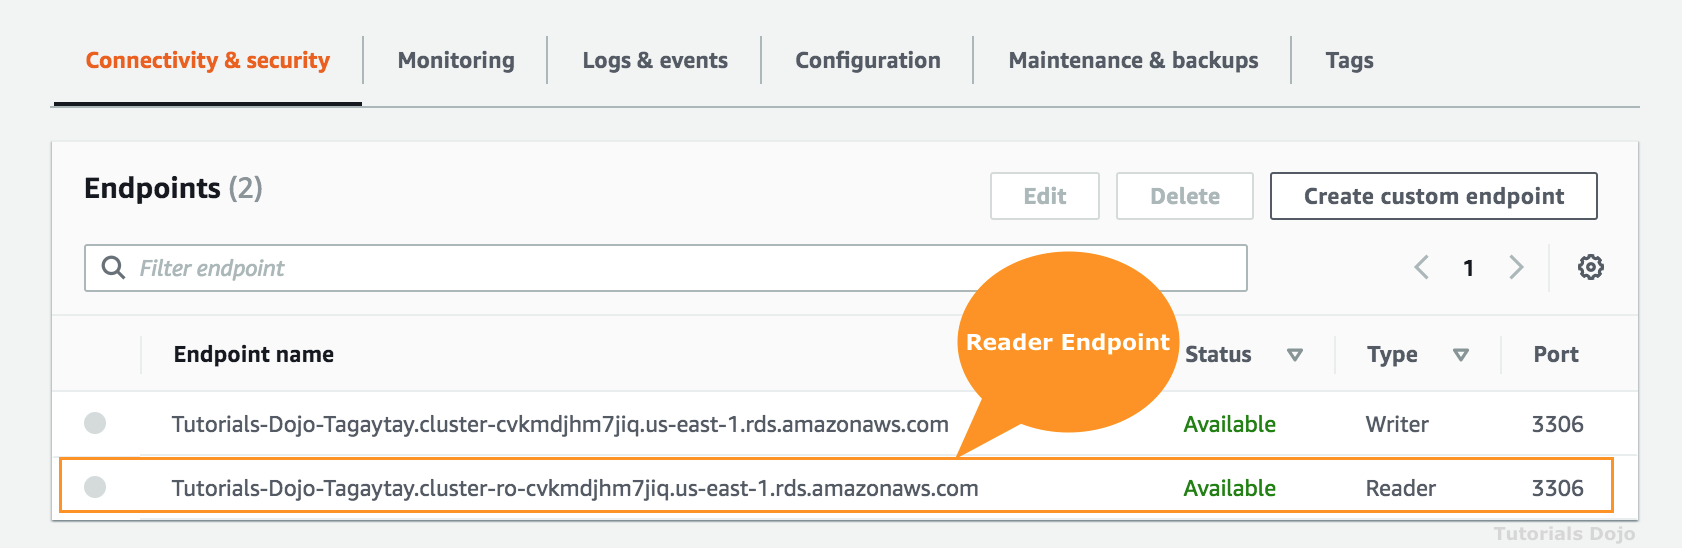 Connectivity & security Monitoring Logs & events Configuration Maintenance & backups Tags
Endpoints (2)
Edit Delete Create custom endpoint
Filter endpoint 1
Reader Endpoint
Endpoint name Status Type Port
Tutorials-Dojo-Tagaytay.cluster-cvkmdjhm7jiq.us-east-1.rds.amazonaws.com Available Writer 3306
Tutorials-Dojo-Tagaytay.cluster-ro-cvkmdjhm7jiq.us-east-1.rds.amazonaws.com Available Reader 3306
Tutorials Dojo